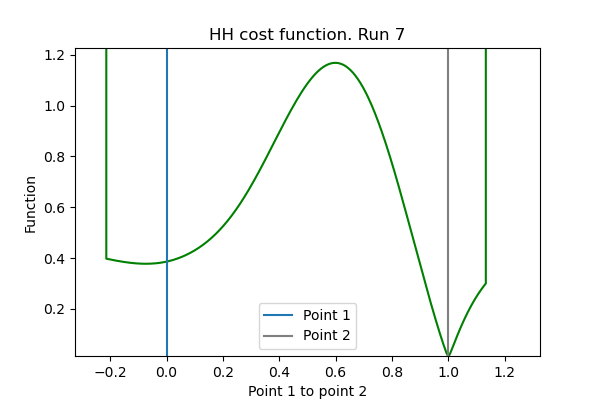 HH cost function. Run 7
1.2
1.0
0.8
0.6
0.4
0.2
Function
Point 1
Point 2
−0.2 0.0 0.2 0.4 0.6 0.8 1.0 1.2
Point 1 to point 2